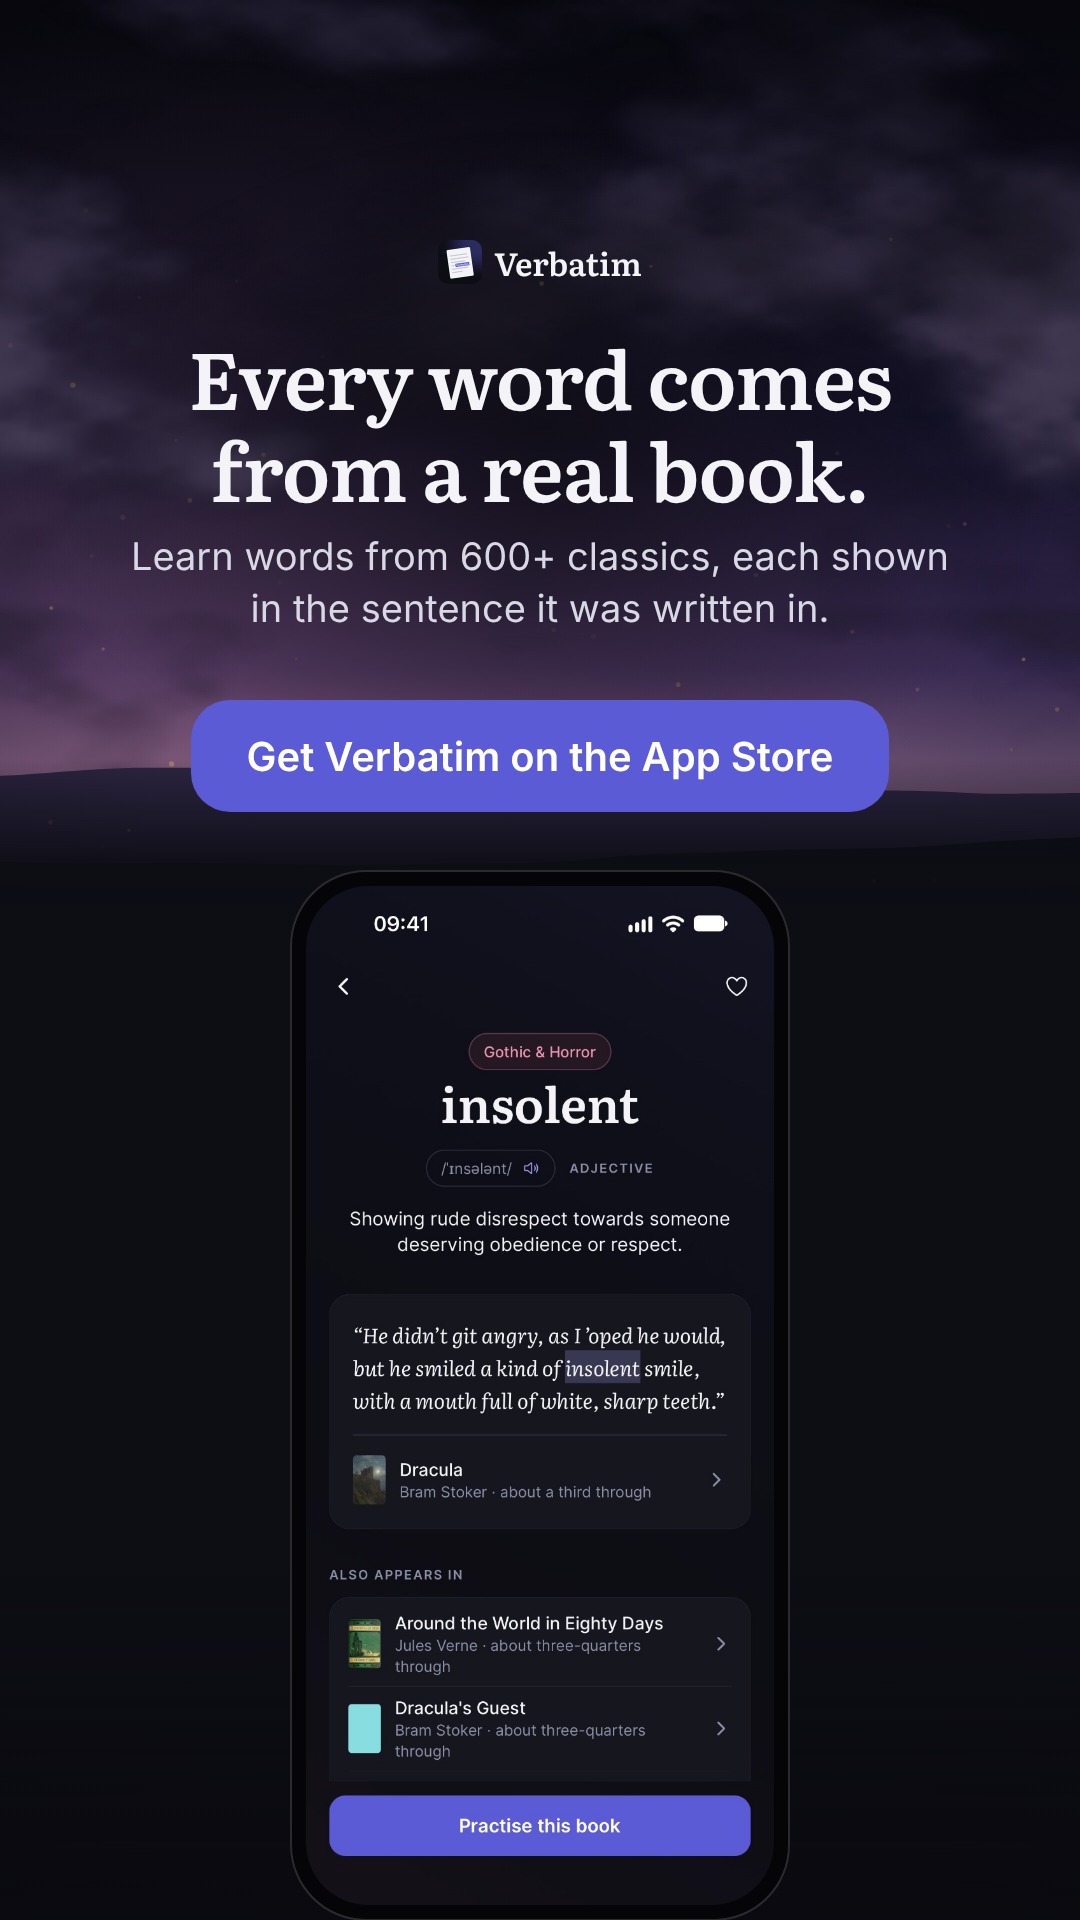 Verbatim
Every word comes
from a real book.
Learn words from 600+ classics, each shown
in the sentence it was written in.
Get Verbatim on the App Store
09:41
Gothic & Horror
insolent
/ˈɪnsələnt/ ADJECTIVE
Showing rude disrespect towards someone
deserving obedience or respect.
“He didn’t git angry, as I ’oped he would,
but he smiled a kind of insolent smile,
with a mouth full of white, sharp teeth.”
Dracula
Bram Stoker · about a third through
ALSO APPEARS IN
Around the World in Eighty Days
Jules Verne · about three-quarters
through
Dracula's Guest
Bram Stoker · about three-quarters
through
Practise this book